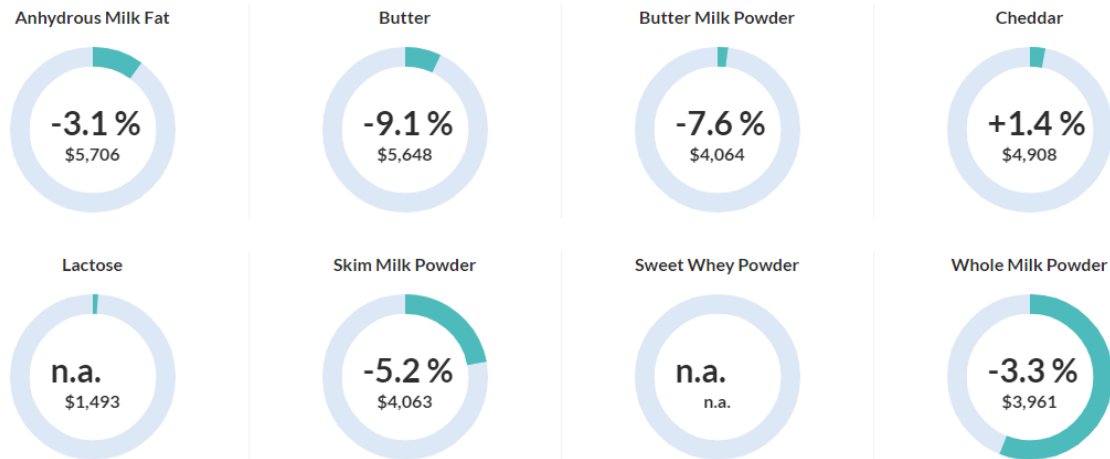 Anhydrous Milk Fat
Butter
Butter Milk Powder
Cheddar
-3.1 %
$5,706
-9.1 %
$5,648
-7.6 %
$4,064
+1.4 %
$4,908
Lactose
Skim Milk Powder
Sweet Whey Powder
Whole Milk Powder
n.a.
$1,493
-5.2 %
$4,063
n.a.
n.a.
-3.3 %
$3,961